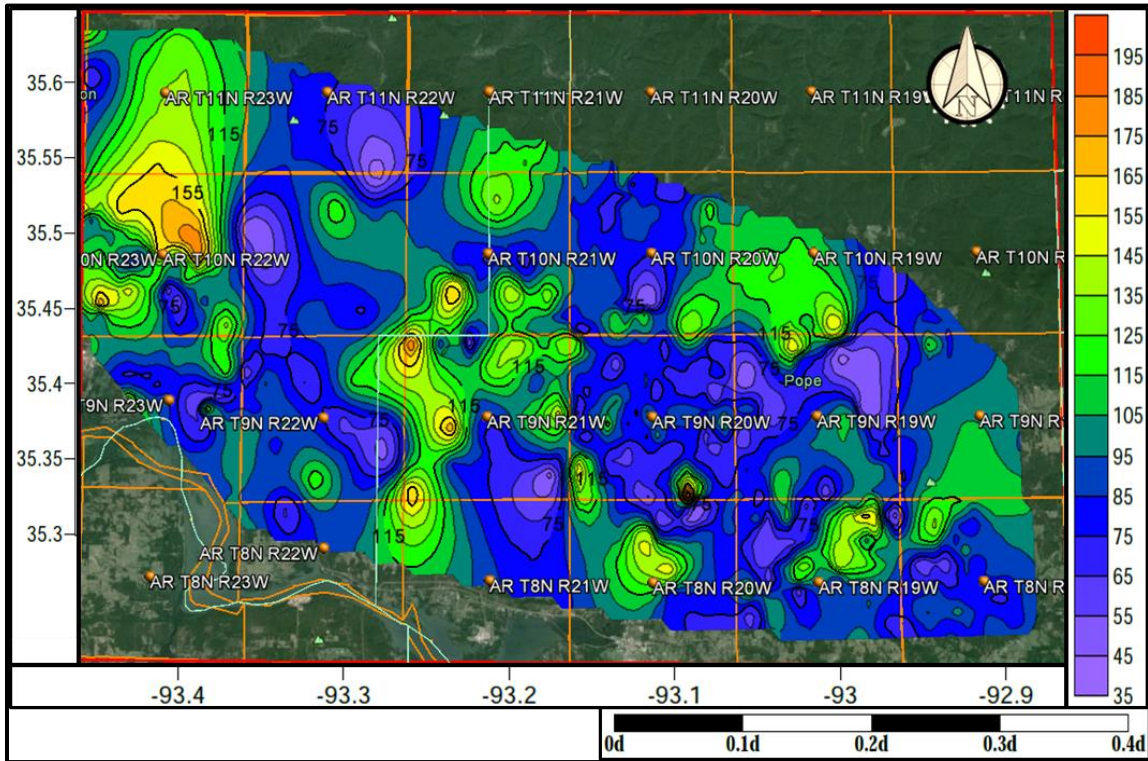 35.6
35.55
35.5
35.45
35.4
35.35
35.3
on
AR T11N R23W
AR T11N R22W
AR T11N R21W
AR T11N R20W
AR T11N R19W
T11N R
N
75
115
75
155
0N R23W
AR T10N R22W
AR T10N R21W
AR T10N R20W
AR T10N R19W
AR T10N R
75
75
75
75
115
115
75
Pope
T9N R23W
75
AR T9N R22W
115
AR T9N R21W
AR T9N R20W
AR T9N R19W
AR T9N R
75
115
75
75
75
115
AR T8N R22W
AR T8N R23W
AR T8N R21W
AR T8N R20W
AR T8N R19W
AR T8N R
-93.4
-93.3
-93.2
-93.1
-93
-92.9
195
185
175
165
155
145
135
125
115
105
95
85
75
65
55
45
35
0d
0.1d
0.2d
0.3d
0.4d